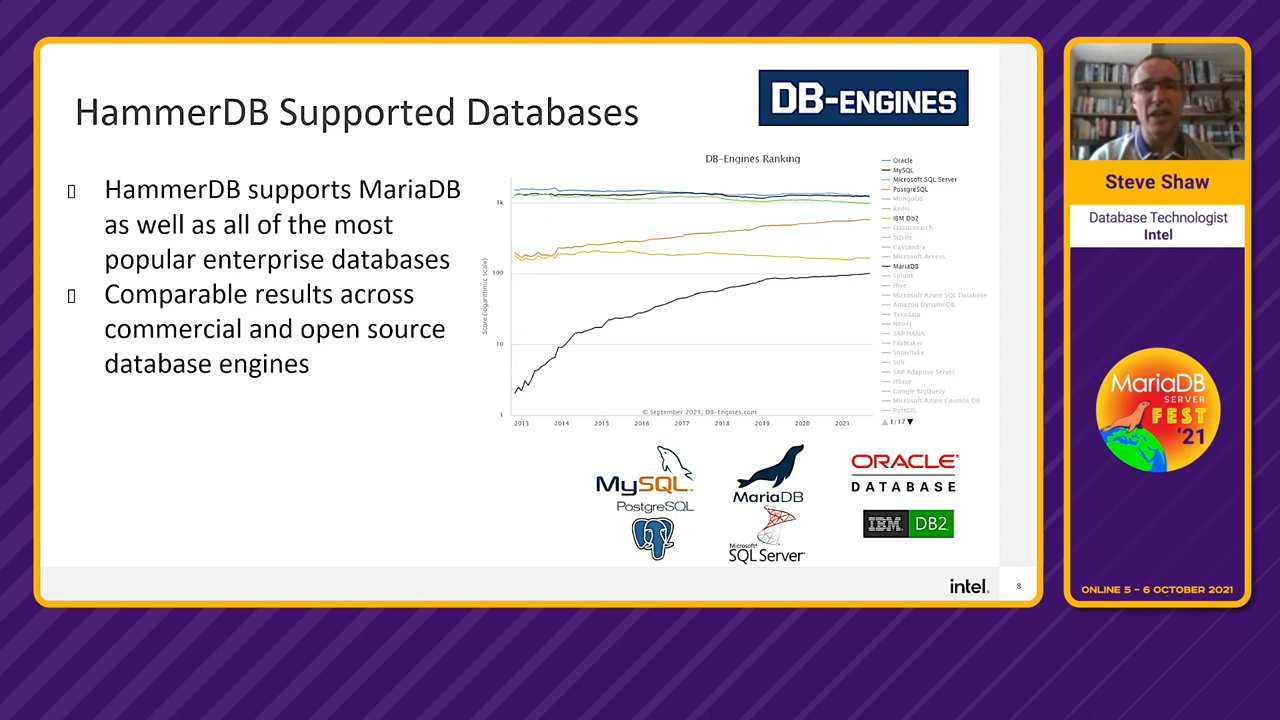 HammerDB Supported Databases
DB-ENGINES
HammerDB supports MariaDB
as well as all of the most
popular enterprise databases
Comparable results across
commercial and open source
database engines
DB-Engines Ranking
Score (logarithmic scale)
1k
100
10
1
2013 2014 2015 2016 2017 2018 2019 2020 2021
© September 2021, DB-Engines.com
Oracle
MySQL
Microsoft SQL Server
PostgreSQL
MongoDB
Redis
IBM Db2
Elasticsearch
SQLite
Cassandra
Microsoft Access
MariaDB
Splunk
Hive
Microsoft Azure SQL Database
Amazon DynamoDB
Teradata
Neo4j
SAP HANA
FileMaker
Snowflake
Solr
SAP Adaptive Server
HBase
Google BigQuery
Microsoft Azure Cosmos DB
PostGIS
1/17
MySQL™
PostgreSQL
MariaDB
Microsoft®
SQL Server®
ORACLE®
DATABASE
IBM DB2
intel.
8
Steve Shaw
Database Technologist
Intel
MariaDB
SERVER
FEST
'21
ONLINE 5 – 6 OCTOBER 2021